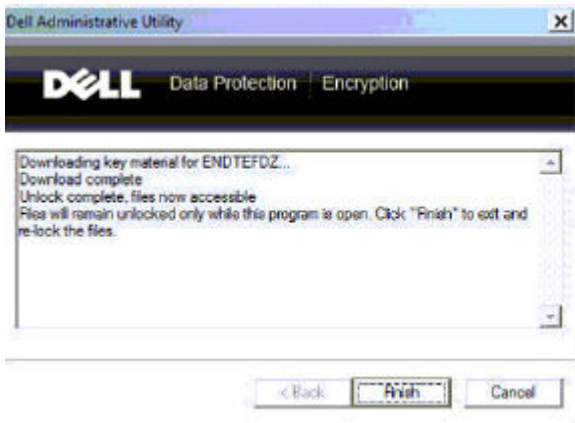 Dell Administrative Utility
DELL Data Protection | Encryption
Downloading key material for ENDTEFDZ...
Download complete
Unlock complete, files now accessible
Files will remain unlocked only while this program is open. Click "Finish" to exit and
re-lock the files.
< Back Finish Cancel